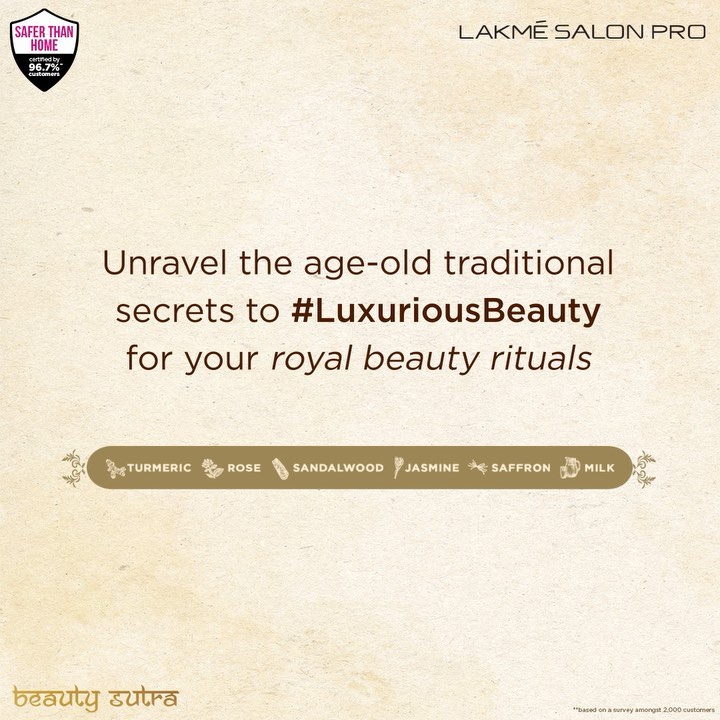 SAFER THAN
HOME
certified by
96.7%**
customers
LAKMÉ SALON PRO
Unravel the age-old traditional
secrets to #LuxuriousBeauty
for your royal beauty rituals
TURMERIC ROSE SANDALWOOD JASMINE SAFFRON MILK
beauty sutra
**based on a survey amongst 2,000 customers